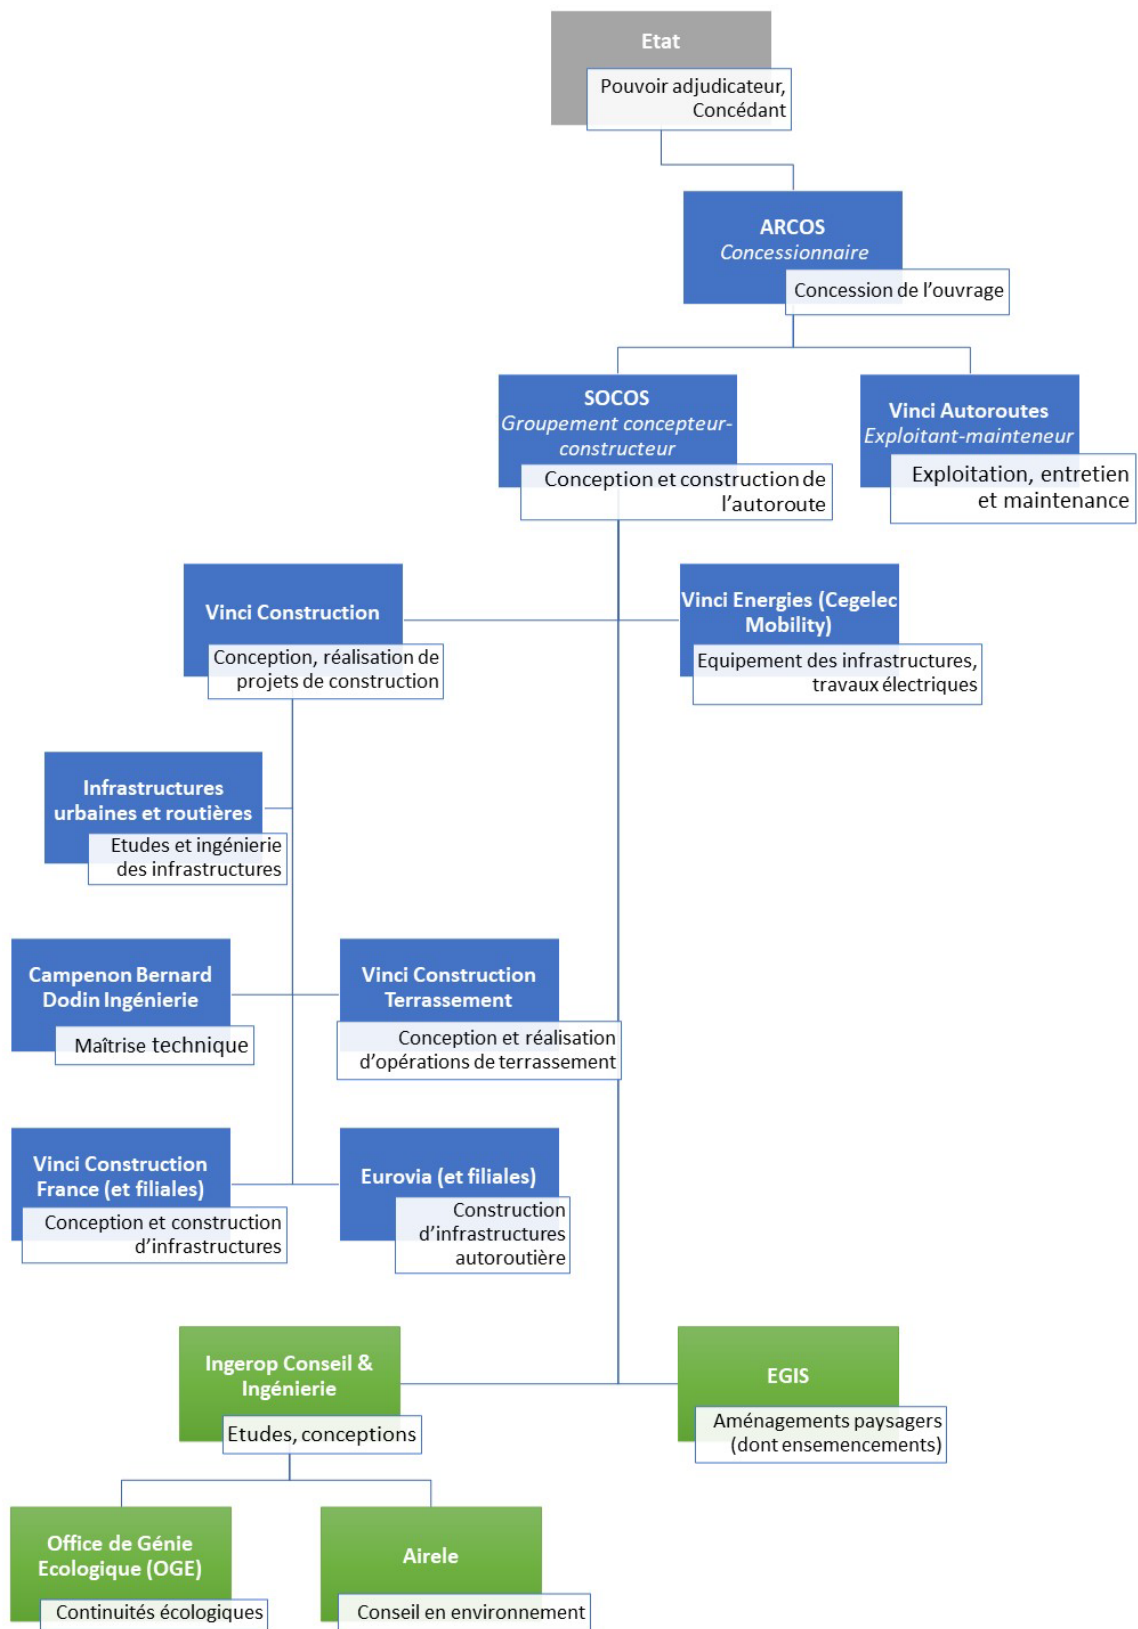 Etat
Pouvoir adjudicateur,
Concédant
ARCOS
Concessionnaire
Concession de l’ouvrage
SOCOS
Groupement concepteur-
constructeur
Conception et construction de
l’autoroute
Vinci Autoroutes
Exploitant-mainteneur
Exploitation, entretien
et maintenance
Vinci Construction
Conception, réalisation de
projets de construction
Vinci Energies (Cegelec
Mobility)
Equipement des infrastructures,
travaux électriques
Infrastructures
urbaines et routières
Etudes et ingénierie
des infrastructures
Campenon Bernard
Dodin Ingénierie
Maîtrise technique
Vinci Construction
Terrassement
Conception et réalisation
d’opérations de terrassement
Vinci Construction
France (et filiales)
Conception et construction
d’infrastructures
Eurovia (et filiales)
Construction
d’infrastructures
autoroutière
Ingerop Conseil &
Ingénierie
Etudes, conceptions
EGIS
Aménagements paysagers
(dont ensemencements)
Office de Génie
Ecologique (OGE)
Continuités écologiques
Airele
Conseil en environnement